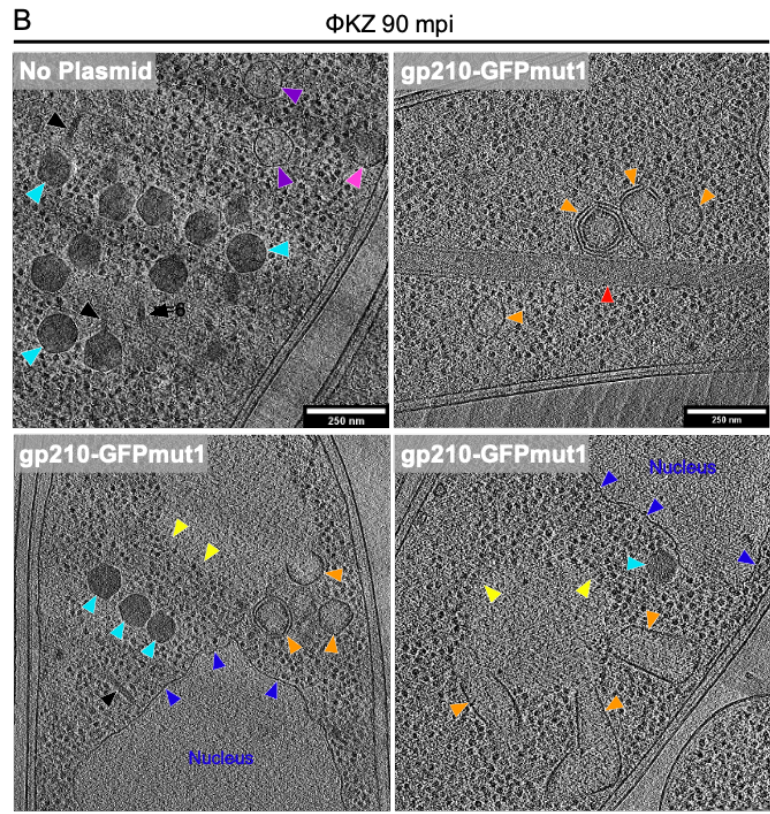 B
ΦKZ 90 mpi
No Plasmid
gp210-GFPmut1
6
250 nm
250 nm
gp210-GFPmut1
gp210-GFPmut1
Nucleus
Nucleus